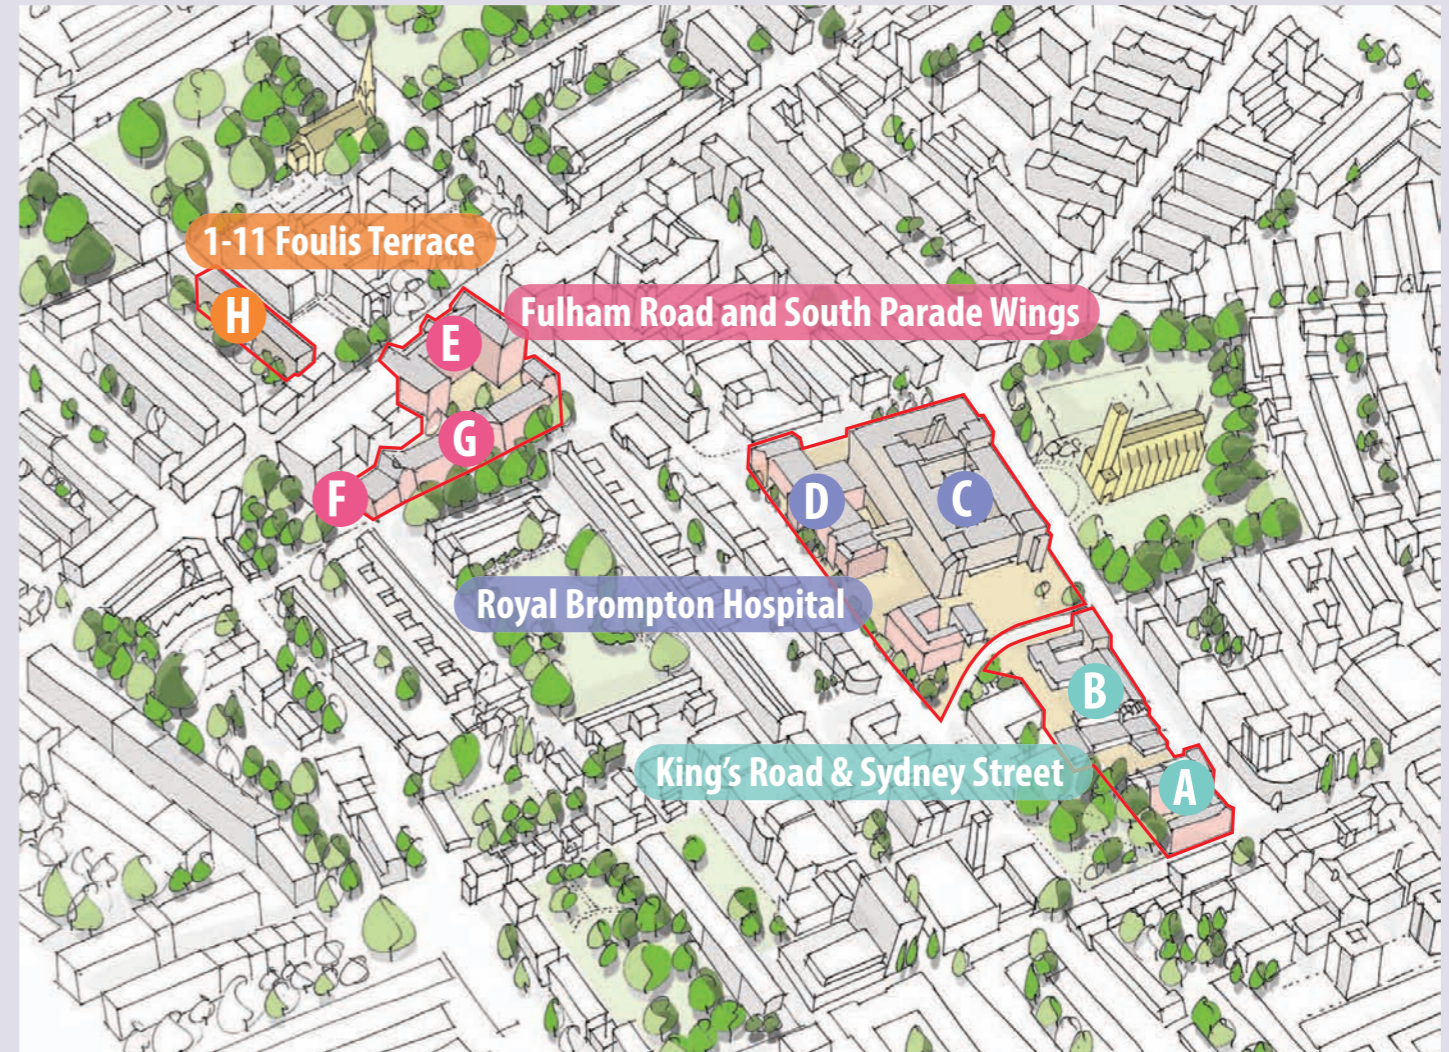 1-11 Foulis Terrace
H
Fulham Road and South Parade Wings
E
G
F
D
C
Royal Brompton Hospital
B
King's Road & Sydney Street
A